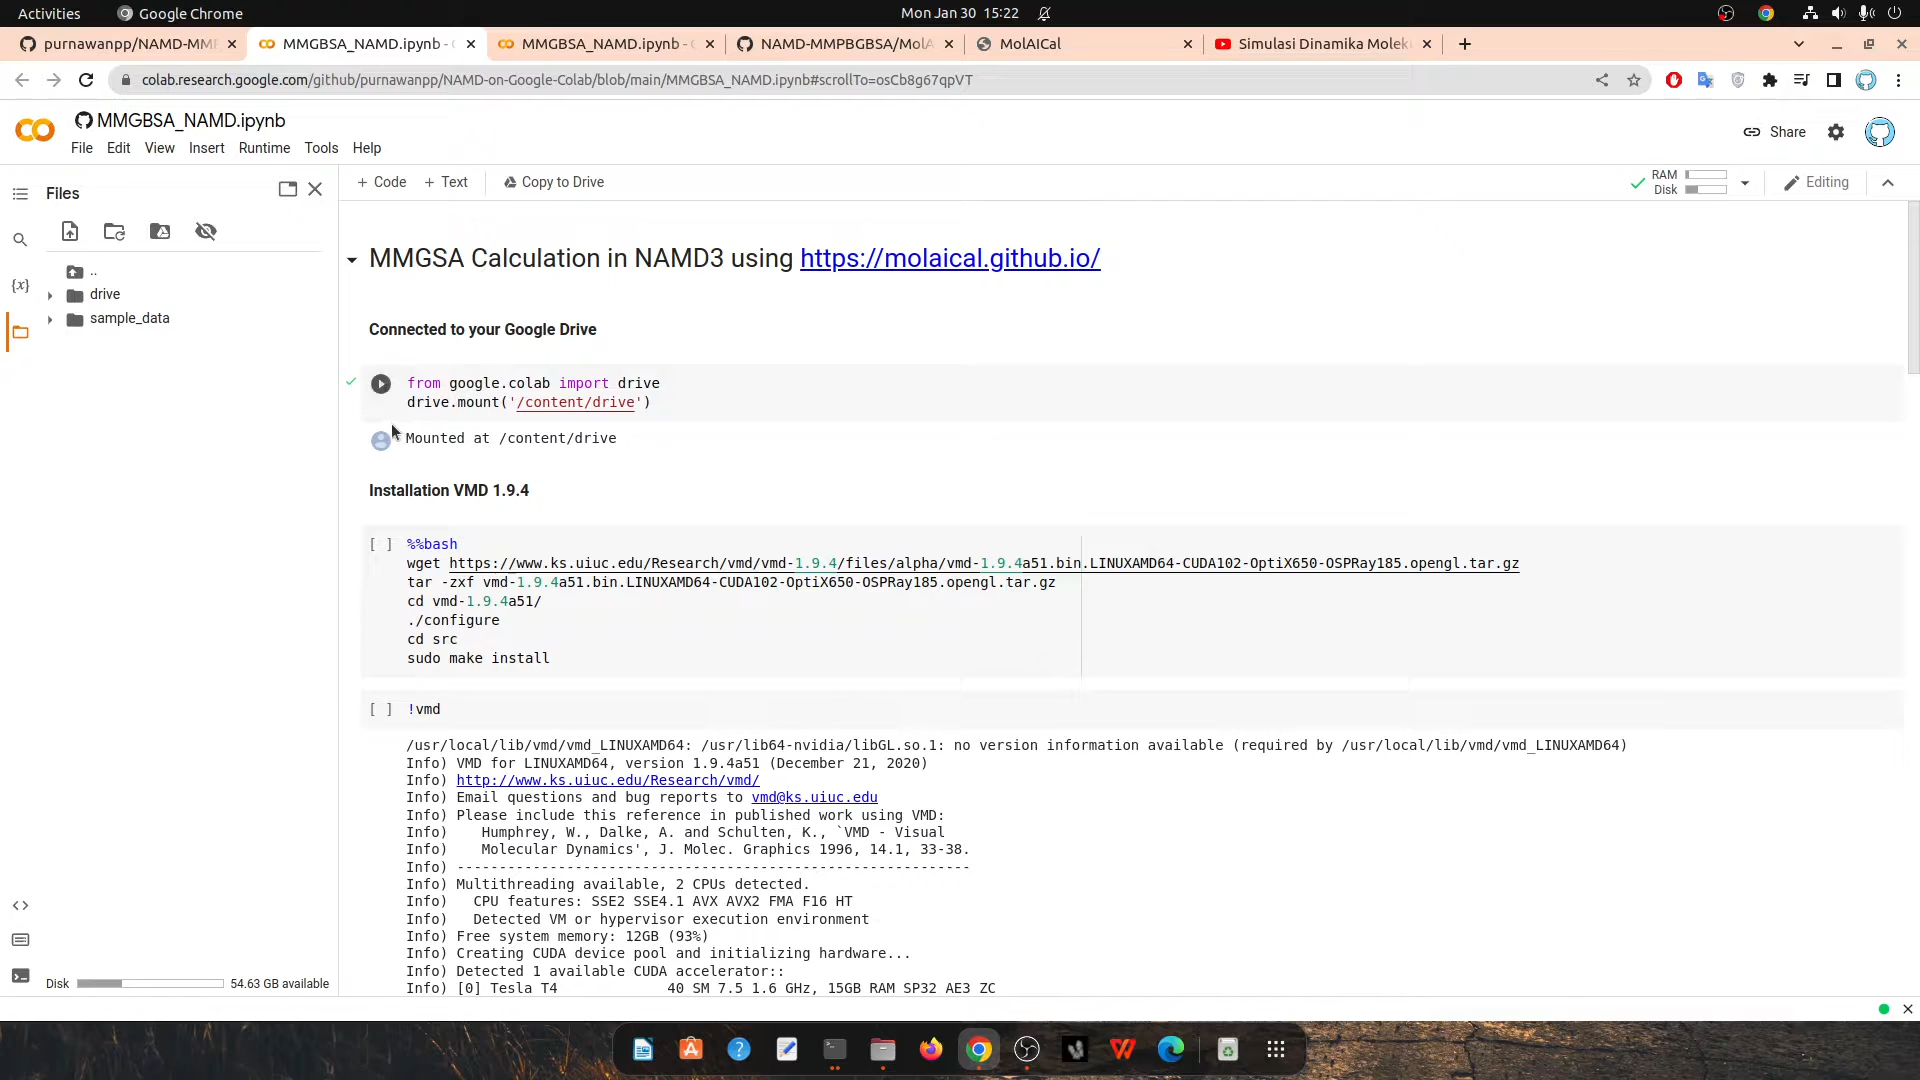 Activities
Google Chrome
Mon Jan 30 15:22
purnawanpp/NAMD-MMF
MMGBSA_NAMD.ipynb -
MMGBSA_NAMD.ipynb -
NAMD-MMPBGBSA/MolA
MolAICal
Simulasi Dinamika Molek
colab.research.google.com/github/purnawanpp/NAMD-on-Google-Colab/blob/main/MMGBSA_NAMD.ipynb#scrollTo=osCb8g67qpVT
MMGBSA_NAMD.ipynb
Share
File Edit View Insert Runtime Tools Help
Files
+ Code + Text
Copy to Drive
RAM
Disk
Editing
..
drive
sample_data
{x}
MMGSA Calculation in NAMD3 using https://molaical.github.io/
Connected to your Google Drive
from google.colab import drive
drive.mount('/content/drive')
Mounted at /content/drive
Installation VMD 1.9.4
[ ] %%bash
wget https://www.ks.uiuc.edu/Research/vmd/vmd-1.9.4/files/alpha/vmd-1.9.4a51.bin.LINUXAMD64-CUDA102-OptiX650-OSPRay185.opengl.tar.gz
tar -zxf vmd-1.9.4a51.bin.LINUXAMD64-CUDA102-OptiX650-OSPRay185.opengl.tar.gz
cd vmd-1.9.4a51/
./configure
cd src
sudo make install
[ ] !vmd
/usr/local/lib/vmd/vmd_LINUXAMD64: /usr/lib64-nvidia/libGL.so.1: no version information available (required by /usr/local/lib/vmd/vmd_LINUXAMD64)
Info) VMD for LINUXAMD64, version 1.9.4a51 (December 21, 2020)
Info) http://www.ks.uiuc.edu/Research/vmd/
Info) Email questions and bug reports to vmd@ks.uiuc.edu
Info) Please include this reference in published work using VMD:
Info)    Humphrey, W., Dalke, A. and Schulten, K., `VMD - Visual
Info)    Molecular Dynamics', J. Molec. Graphics 1996, 14.1, 33-38.
Info) -------------------------------------------------------------
Info) Multithreading available, 2 CPUs detected.
Info)   CPU features: SSE2 SSE4.1 AVX AVX2 FMA F16 HT
Info)   Detected VM or hypervisor execution environment
Info) Free system memory: 12GB (93%)
Info) Creating CUDA device pool and initializing hardware...
Info) Detected 1 available CUDA accelerator::
Info) [0] Tesla T4             40 SM 7.5 1.6 GHz, 15GB RAM SP32 AE3 ZC
Disk
54.63 GB available